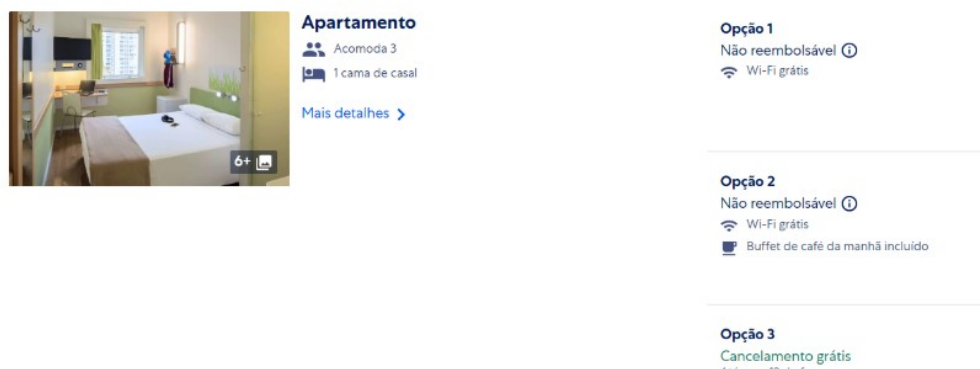 Apartamento
Acomoda 3
1 cama de casal
Mais detalhes
6+
Opção 1
Não reembolsável
Wi-Fi grátis
Opção 2
Não reembolsável
Wi-Fi grátis
Buffet de café da manhã incluído
Opção 3
Cancelamento grátis